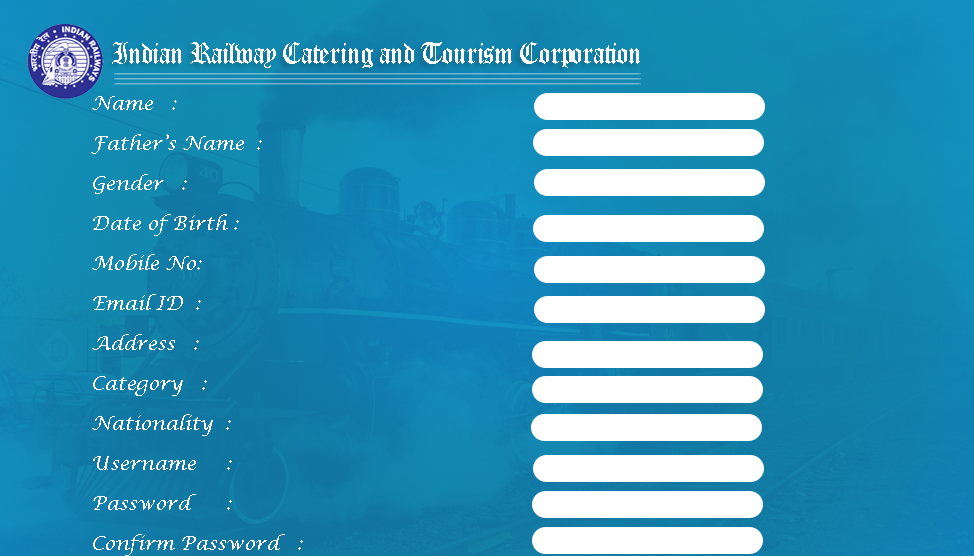 भारतीय रेल INDIAN RAILWAYS
Indian Railway Catering and Tourism Corporation
Name :
Father's Name :
Gender :
Date of Birth :
Mobile No:
Email ID :
Address :
Category :
Nationality :
Username :
Password :
Confirm Password :